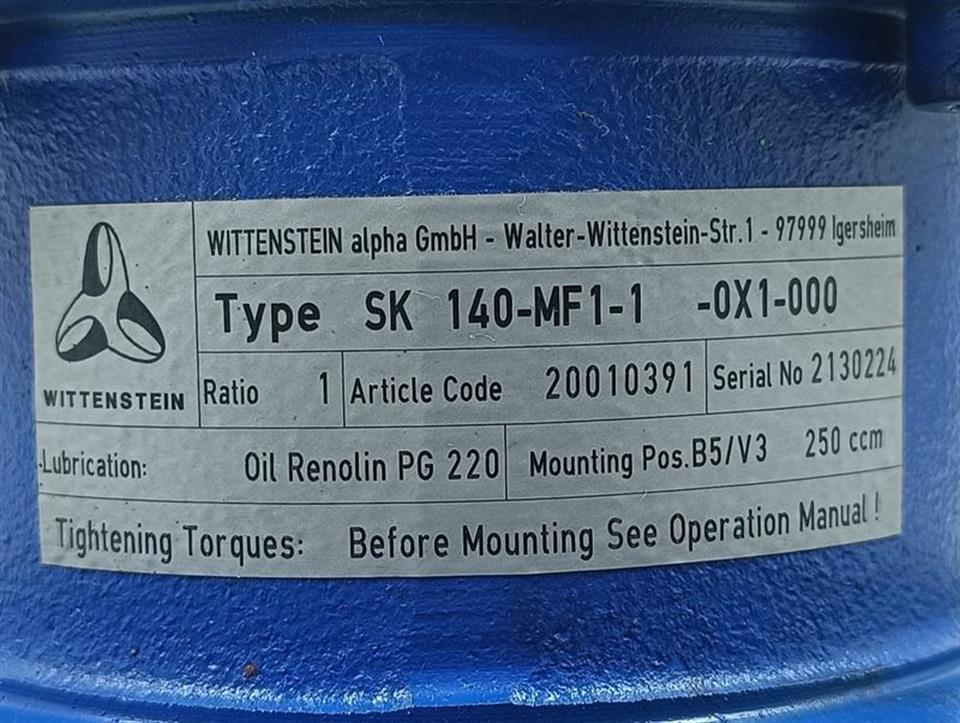 WITTENSTEIN alpha GmbH - Walter-Wittenstein-Str.1 - 97999 Igersheim
Type SK 140-MF1-1 -0X1-000
WITTENSTEIN
Ratio 1 Article Code 20010391 Serial No 2130224
Lubrication: Oil Renolin PG 220 Mounting Pos.B5/V3 250 ccm
Tightening Torques: Before Mounting See Operation Manual !